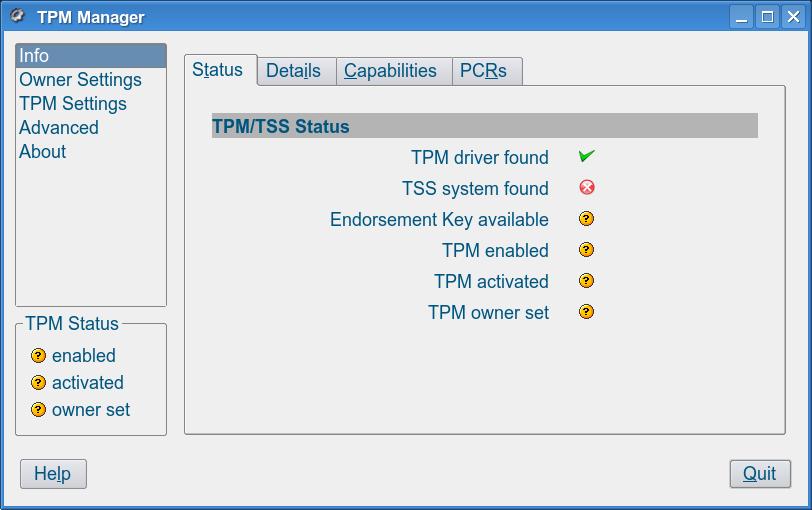 TPM Manager
Info
Owner Settings
TPM Settings
Advanced
About
Status
Details
Capabilities
PCRs
TPM/TSS Status
TPM driver found
TSS system found
Endorsement Key available
TPM enabled
TPM activated
TPM owner set
TPM Status
enabled
activated
owner set
Help
Quit